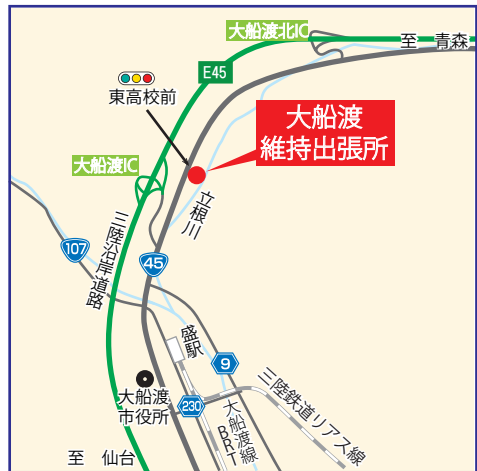 大船渡北IC
至 青森
E45
東高校前
大船渡
維持出張所
大船渡IC
立根川
107
三陸沿岸道路
45
盛駅
9
大船渡
市役所
230
大船渡線
BRT
三陸鉄道リアス線
至 仙台